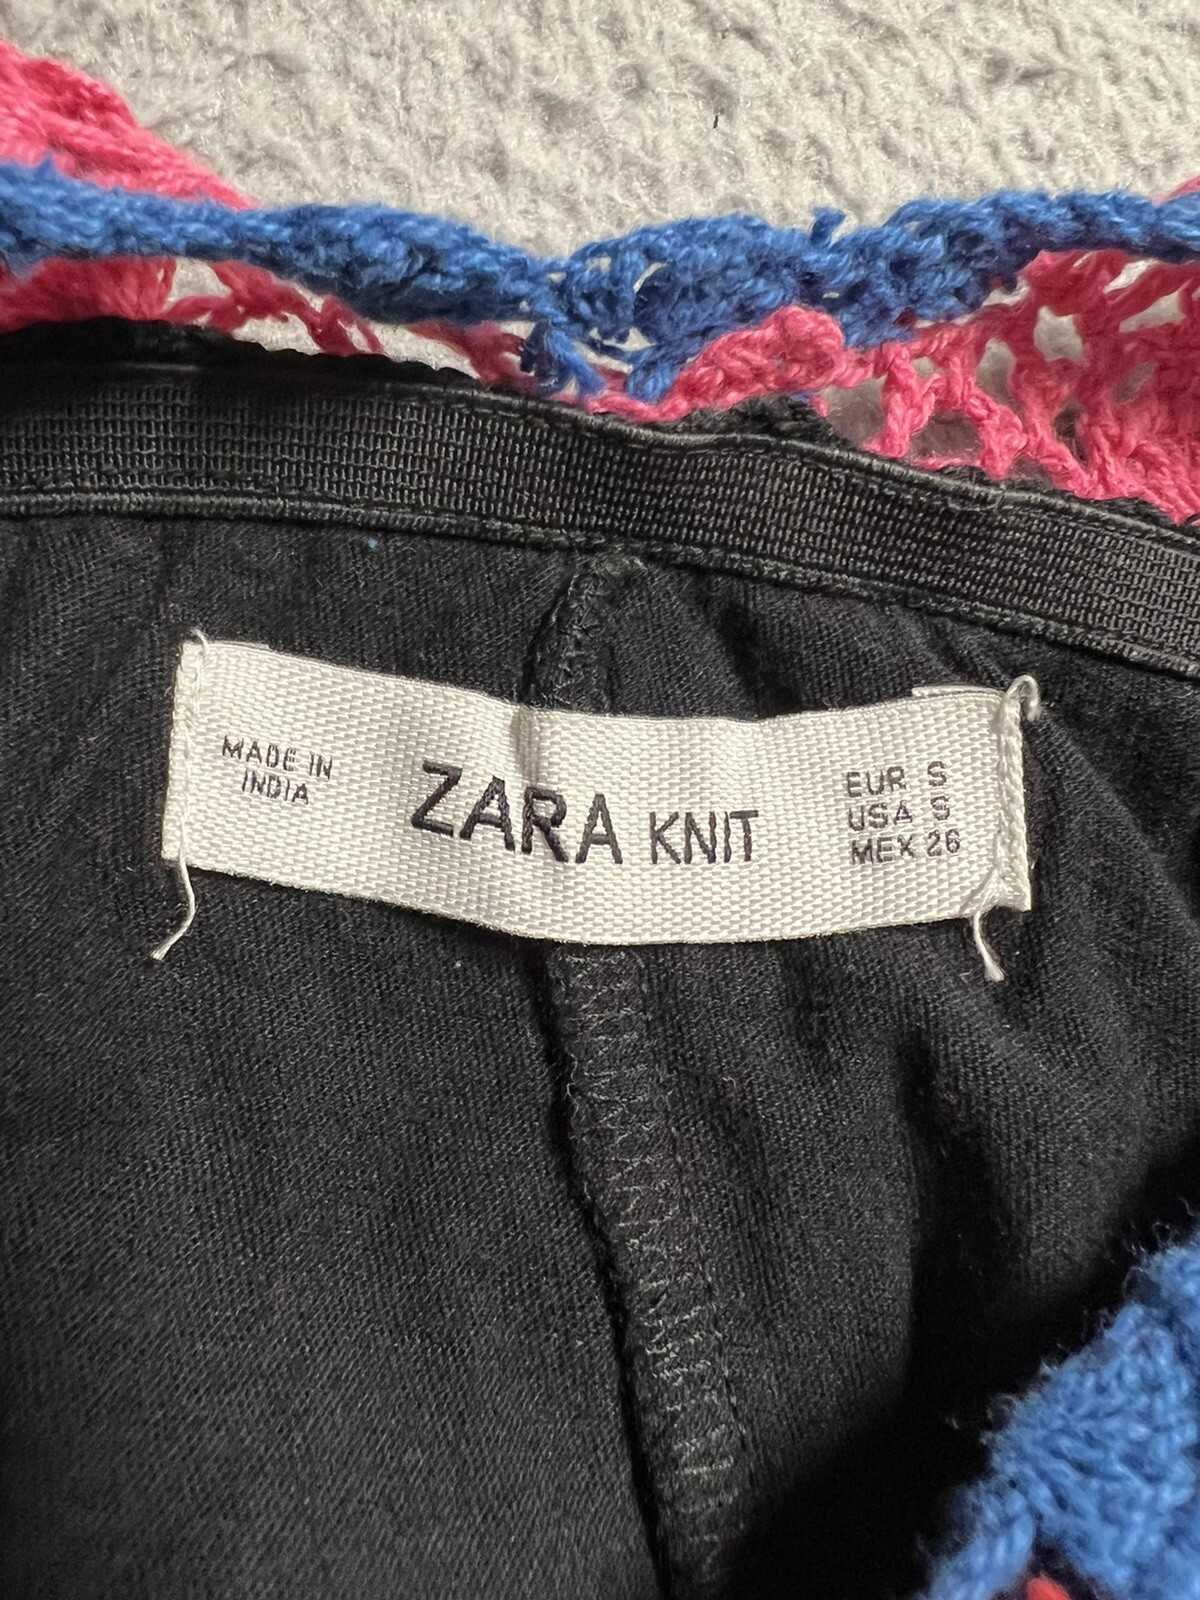 MADE IN
INDIA
ZARA KNIT
EUR S
USA S
MEX 26